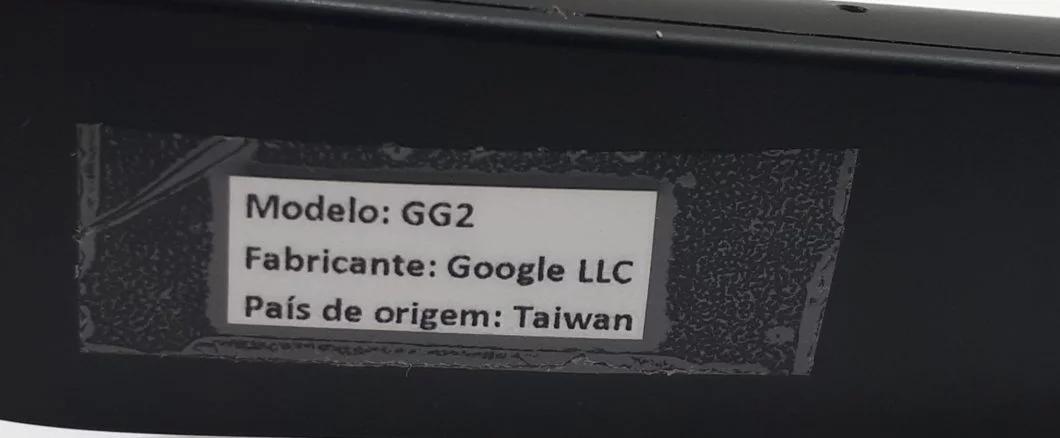 Modelo: GG2
Fabricante: Google LLC
País de origem: Taiwan